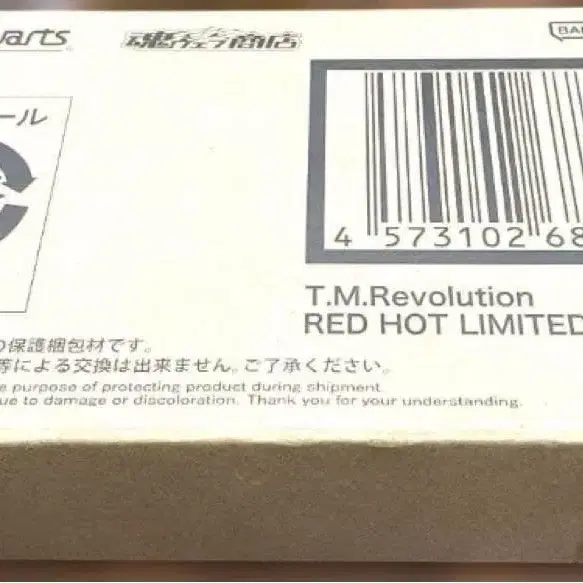 arts
魂ウェブ商店
BAN
ール
4 573102 68
T.M.Revolution
RED HOT LIMITED
の保護梱包材です。
等による交換は出来ません。ご了承ください。
e purpose of protecting product during shipment.
ue to damage or discoloration. Thank you for your understanding.